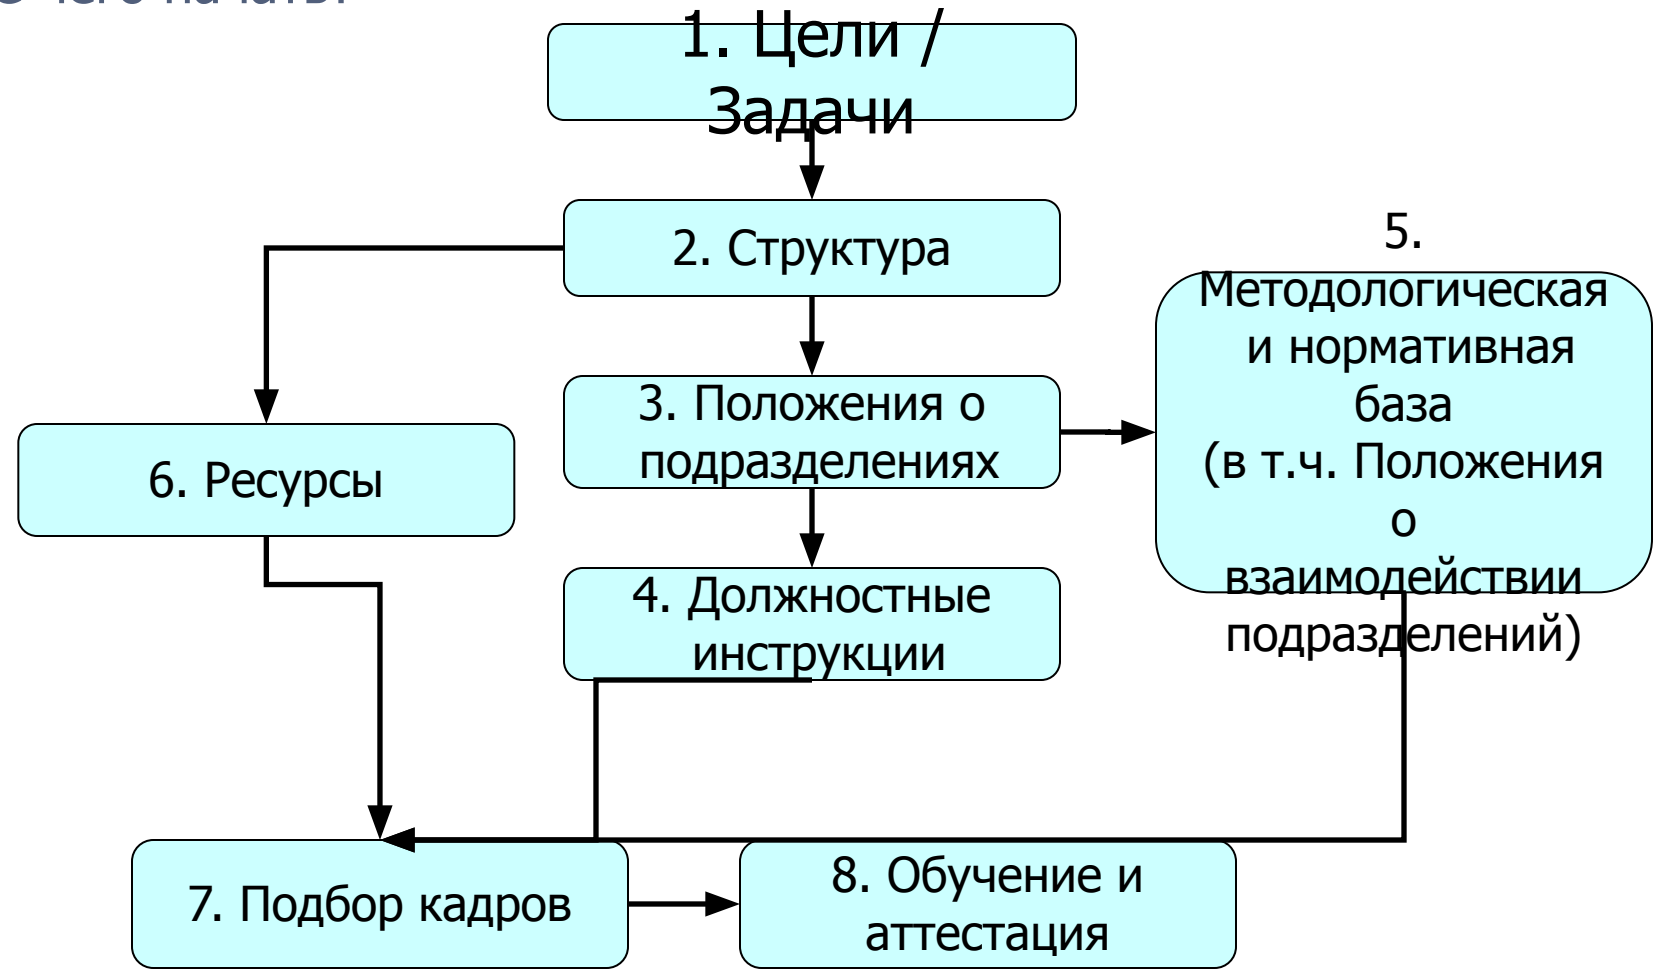 1. Цели /
Задачи
2. Структура
3. Положения о
подразделениях
4. Должностные
инструкции
5.
Методологическая
и нормативная
база
(в т.ч. Положения
о
взаимодействии
подразделений)
6. Ресурсы
7. Подбор кадров
8. Обучение и
аттестация